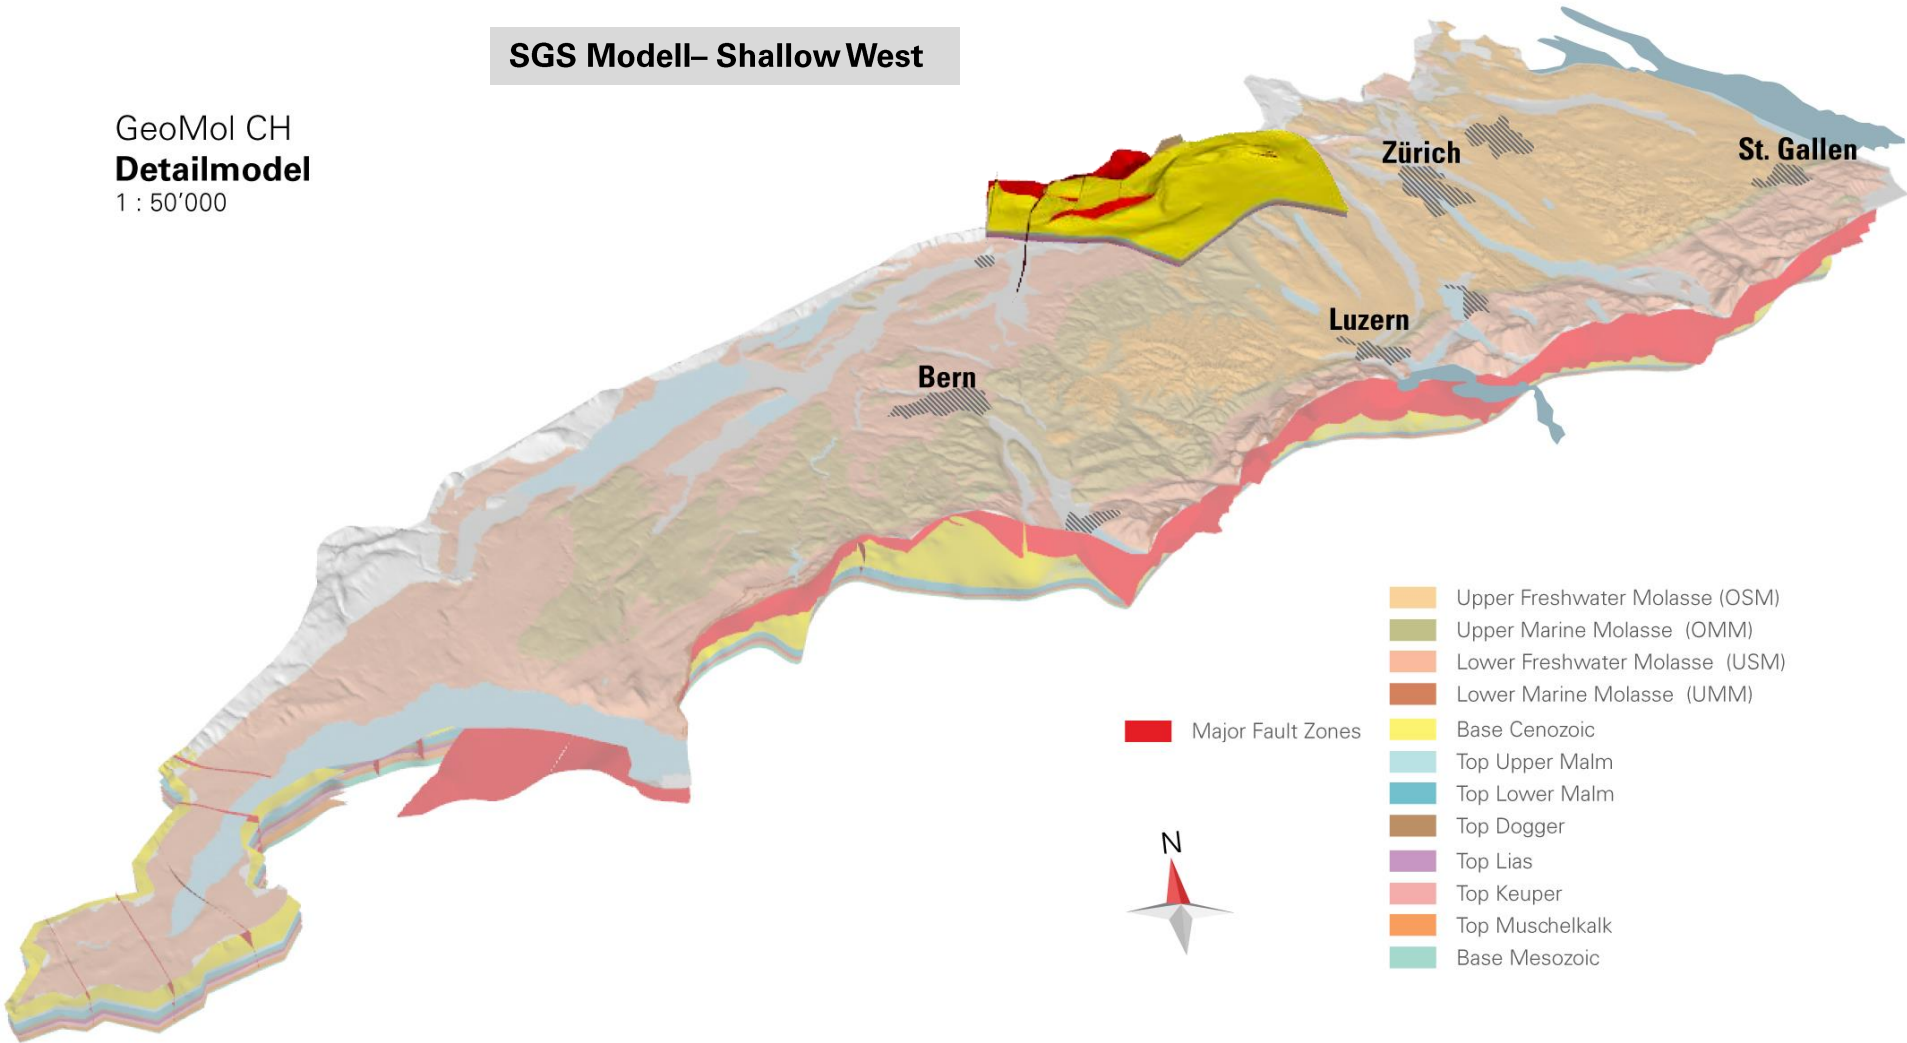 SGS Modell– Shallow West
GeoMol CH
Detailmodel
1 : 50’000
Zürich
St. Gallen
Luzern
Bern
Major Fault Zones
Upper Freshwater Molasse (OSM)
Upper Marine Molasse (OMM)
Lower Freshwater Molasse (USM)
Lower Marine Molasse (UMM)
Base Cenozoic
Top Upper Malm
Top Lower Malm
Top Dogger
Top Lias
Top Keuper
Top Muschelkalk
Base Mesozoic
N